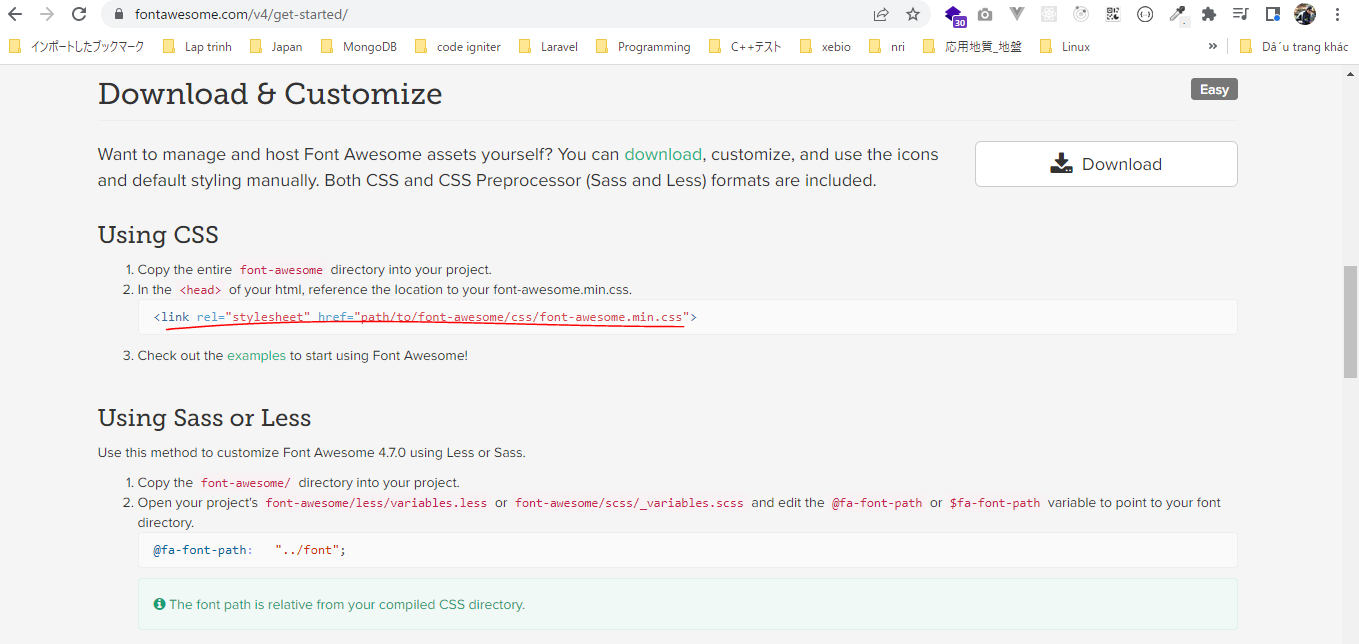 fontawesome.com/v4/get-started/
30
インポートしたブックマーク Lap trinh Japan MongoDB code igniter Laravel Programming C++テスト xebio nri 応用地質_地盤 Linux » Dấu trang khác
Download & Customize
Easy
Want to manage and host Font Awesome assets yourself? You can download, customize, and use the icons
and default styling manually. Both CSS and CSS Preprocessor (Sass and Less) formats are included.
Download
Using CSS
1. Copy the entire font-awesome directory into your project.
2. In the <head> of your html, reference the location to your font-awesome.min.css.
<link rel="stylesheet" href="path/to/font-awesome/css/font-awesome.min.css">
3. Check out the examples to start using Font Awesome!
Using Sass or Less
Use this method to customize Font Awesome 4.7.0 using Less or Sass.
1. Copy the font-awesome/ directory into your project.
2. Open your project's font-awesome/less/variables.less or font-awesome/scss/_variables.scss and edit the @fa-font-path or $fa-font-path variable to point to your font
directory.
@fa-font-path: "../font";
The font path is relative from your compiled CSS directory.